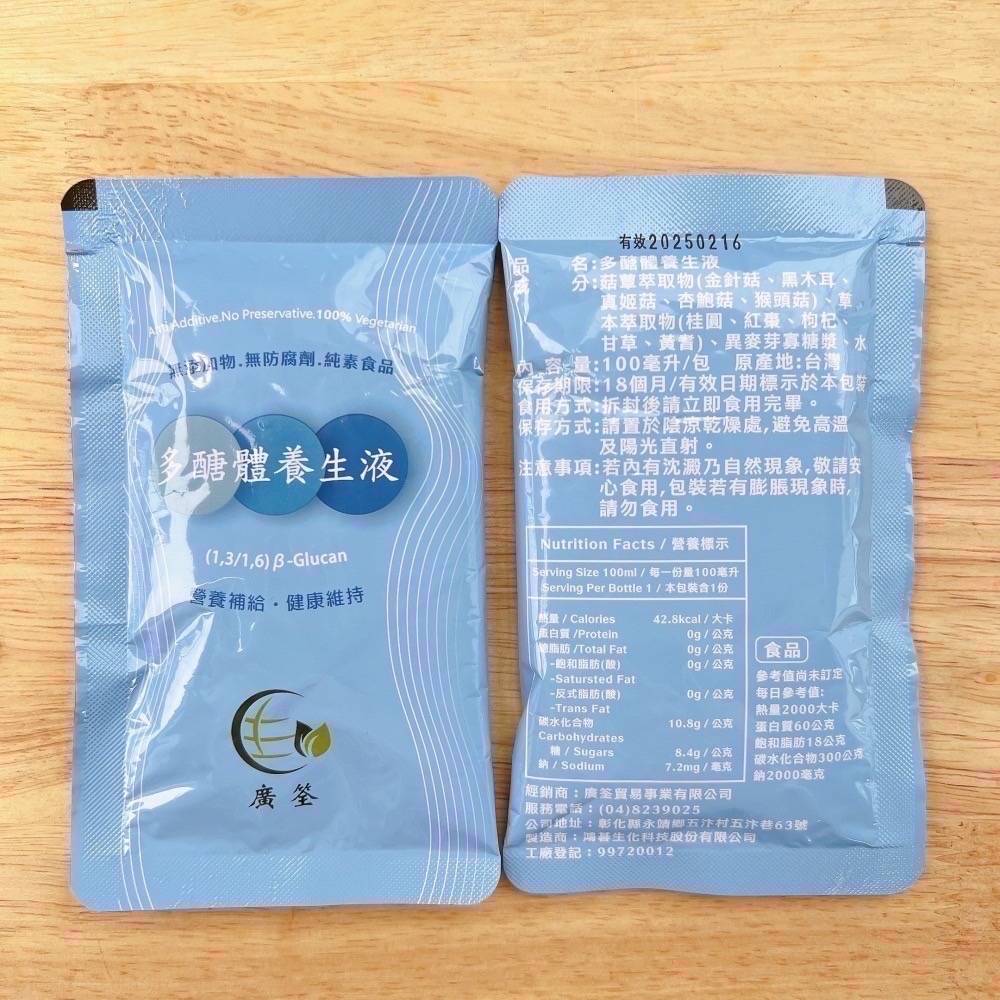 Anti Additive.No Preservative.100% Vegetarian
無添加物.無防腐劑.純素食品
多醣體養生液
(1,3/1,6) β-Glucan
營養補給・健康維持
廣筌
有效20250216
品名:多醣體養生液
成分:菇蕈萃取物(金針菇、黑木耳、
真姬菇、杏鮑菇、猴頭菇)、草
本萃取物(桂圓、紅棗、枸杞
甘草、黃耆)、異麥芽寡糖漿、水
內容量:100毫升/包 原產地:台灣
保存期限:18個月/有效日期標示於本包裝
食用方式:拆封後請立即食用完畢。
保存方式:請置於陰涼乾燥處,避免高溫
及陽光直射。
注意事項:若內有沈澱乃自然現象,敬請安
心食用,包裝若有膨脹現象時,
請勿食用。
Nutrition Facts / 營養標示
Serving Size 100ml / 每一份量100毫升
Serving Per Bottle 1 / 本包裝含1份
熱量 / Calories 42.8kcal / 大卡
蛋白質 /Protein 0g / 公克
總脂肪 /Total Fat 0g / 公克
-飽和脂肪(酸) 0g / 公克
-Satursted Fat
-反式脂肪(酸) 0g / 公克
-Trans Fat
碳水化合物 10.8g / 公克
Carbohydrates
糖 / Sugars 8.4g / 公克
鈉 / Sodium 7.2mg / 毫克
食品
參考值尚未訂定
每日參考值:
熱量2000大卡
蛋白質60公克
飽和脂肪18公克
碳水化合物300公克
鈉2000毫克
經銷商：廣筌貿易事業有限公司
服務電話：(04)8239025
公司地址：彰化縣永靖鄉五汴村五汴巷63號
製造商：鴻碁生化科技股份有限公司
工廠登記：99720012